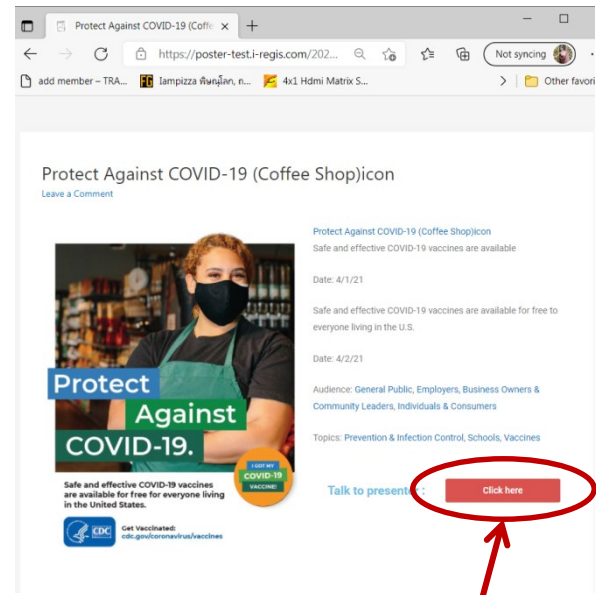 Protect Against COVID-19 (Coffe
https://poster-test.i-regis.com/202...
Not syncing
add member – TRA...
Iampizza พิษณุโลก, ก...
4x1 Hdmi Matrix S...
Other favori
Protect Against COVID-19 (Coffee Shop)icon
Leave a Comment
Protect
Against
COVID-19.
I GOT MY
COVID-19
VACCINE!
Safe and effective COVID-19 vaccines
are available for free for everyone living
in the United States.
CDC
Get Vaccinated:
cdc.gov/coronavirus/vaccines
Protect Against COVID-19 (Coffee Shop)icon
Safe and effective COVID-19 vaccines are available
Date: 4/1/21
Safe and effective COVID-19 vaccines are available for free to
everyone living in the U.S.
Date: 4/2/21
Audience: General Public, Employers, Business Owners &
Community Leaders, Individuals & Consumers
Topics: Prevention & Infection Control, Schools, Vaccines
Talk to presenter :
Click here